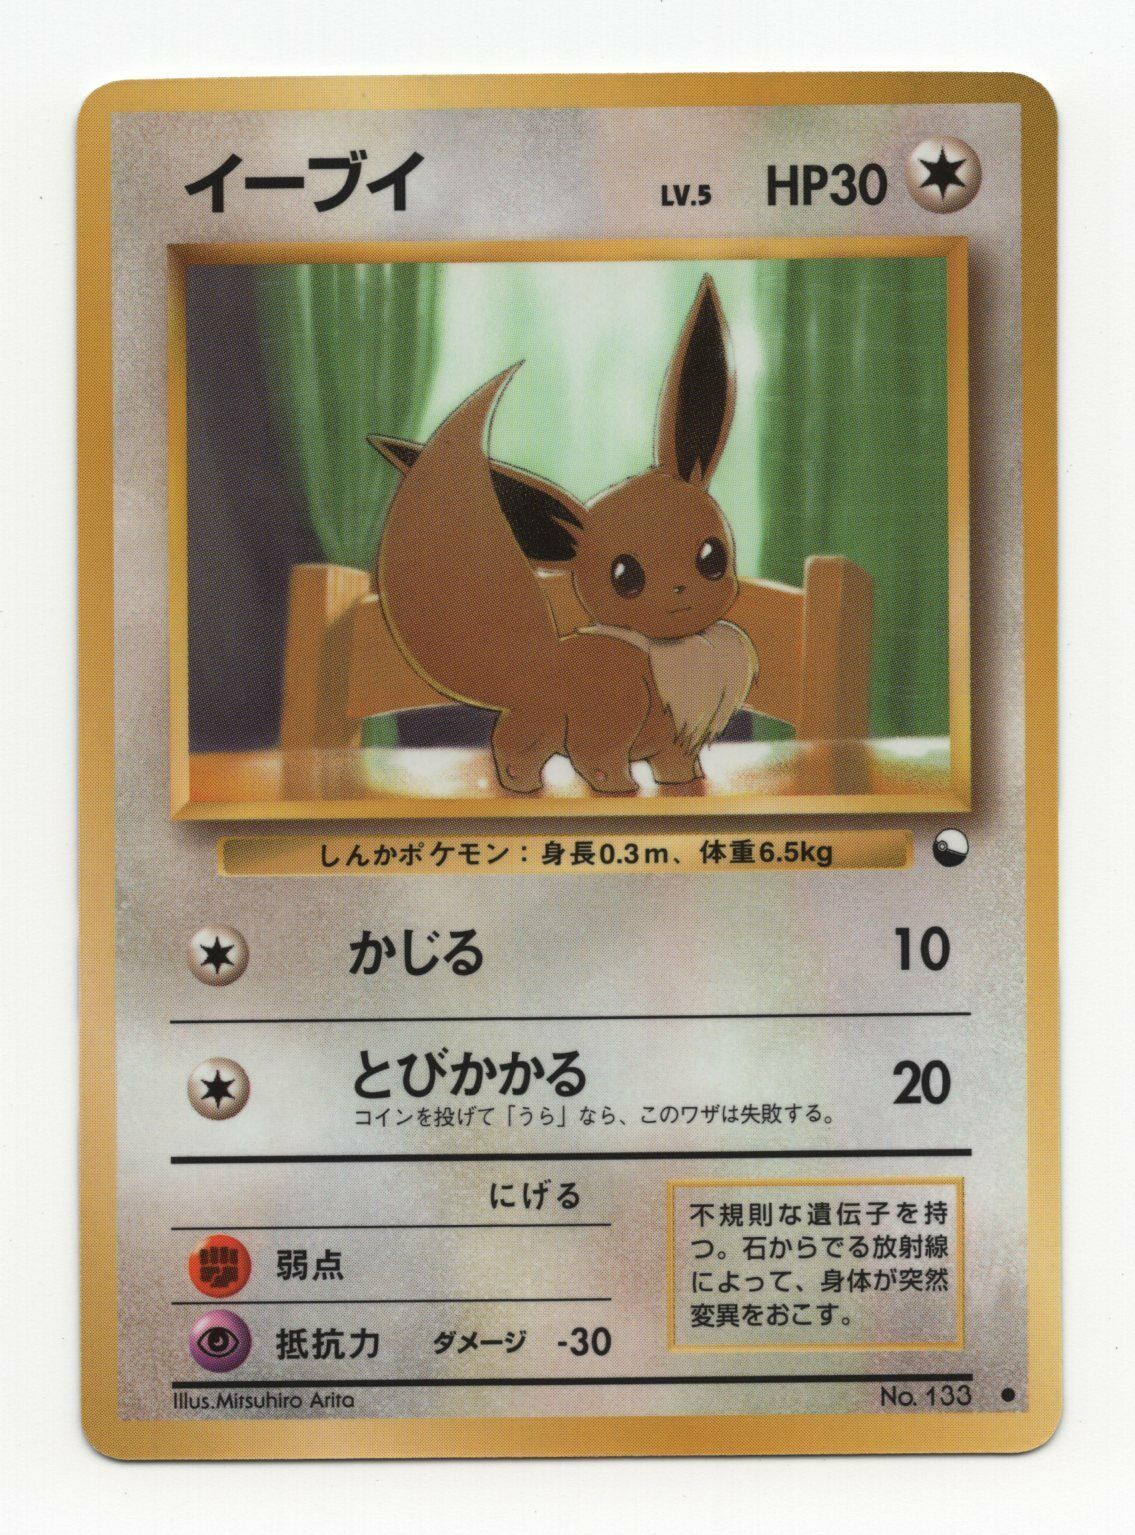 イーブイ LV.5 HP30
しんかポケモン：身長0.3m、体重6.5kg
かじる 10
とびかかる 20
コインを投げて「うら」なら、このワザは失敗する。
にげる
弱点
抵抗力 ダメージ -30
不規則な遺伝子を持
つ。石からでる放射線
によって、身体が突然
変異をおこす。
Illus.Mitsuhiro Arita No. 133